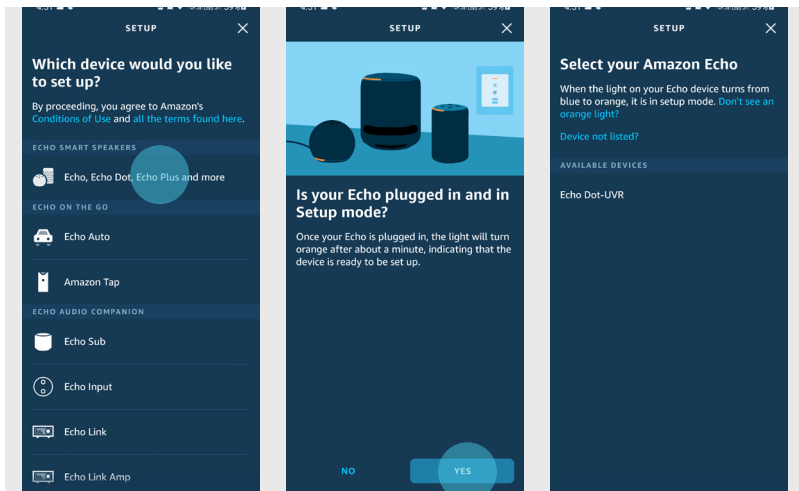 SETUP
Which device would you like
to set up?
By proceeding, you agree to Amazon's
Conditions of Use and all the terms found here.
ECHO SMART SPEAKERS
Echo, Echo Dot, Echo Plus and more
ECHO ON THE GO
Echo Auto
Amazon Tap
ECHO AUDIO COMPANION
Echo Sub
Echo Input
Echo Link
Echo Link Amp
SETUP
Is your Echo plugged in and in
Setup mode?
Once your Echo is plugged in, the light will turn
orange after about a minute, indicating that the
device is ready to be set up.
NO
YES
SETUP
Select your Amazon Echo
When the light on your Echo device turns from
blue to orange, it is in setup mode. Don't see an
orange light?
Device not listed?
AVAILABLE DEVICES
Echo Dot-UVR